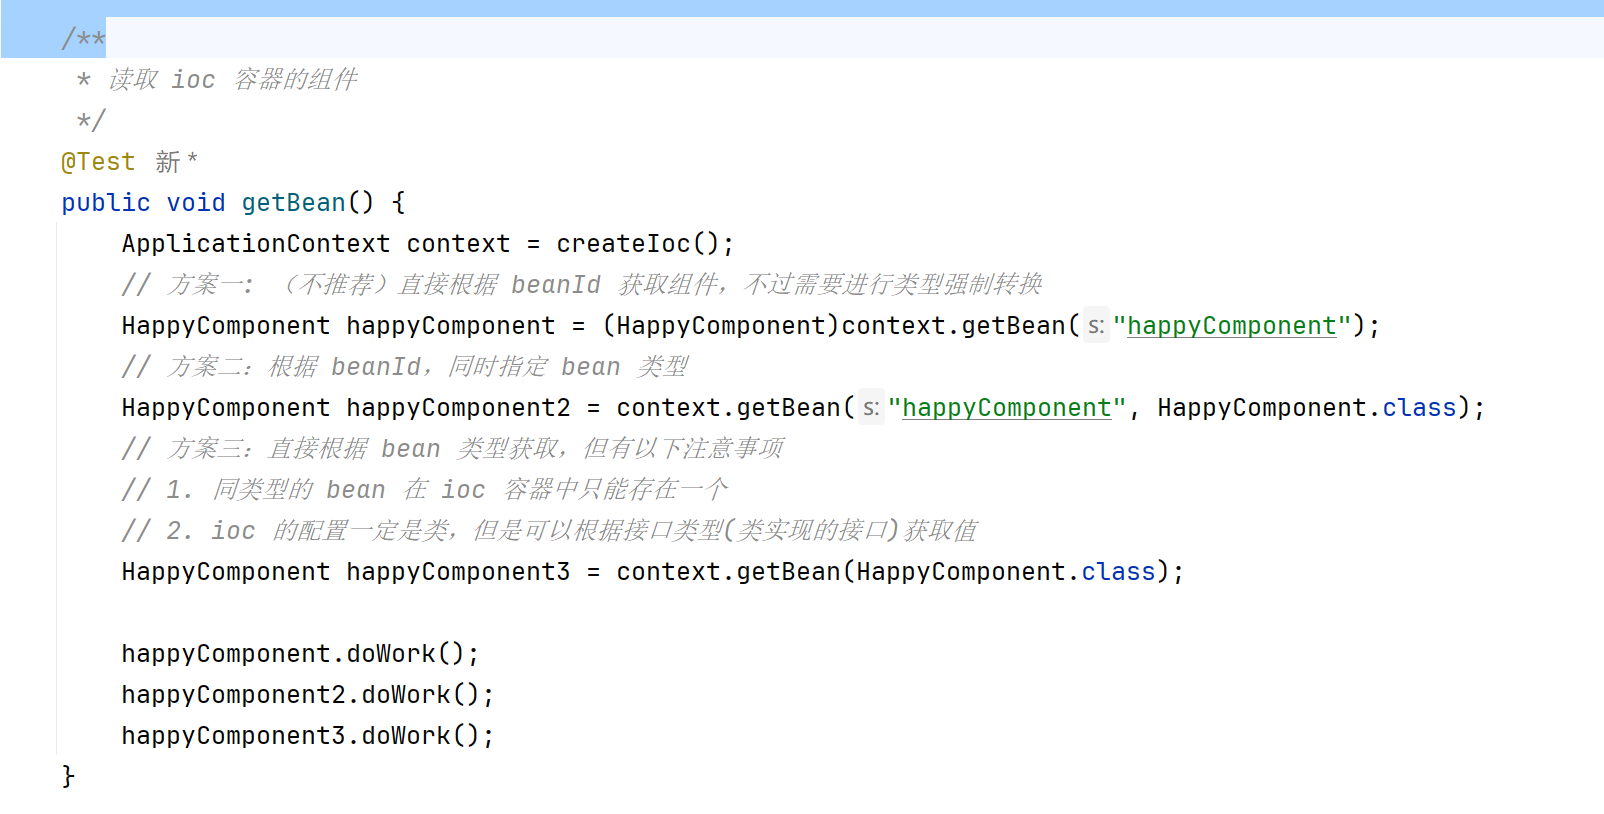 /**
 * 读取 ioc 容器的组件
 */
@Test 新 *
public void getBean() {
    ApplicationContext context = createIoc();
    // 方案一: （不推荐）直接根据 beanId 获取组件，不过需要进行类型强制转换
    HappyComponent happyComponent = (HappyComponent)context.getBean( s: "happyComponent");
    // 方案二：根据 beanId，同时指定 bean 类型
    HappyComponent happyComponent2 = context.getBean( s: "happyComponent", HappyComponent.class);
    // 方案三：直接根据 bean 类型获取，但有以下注意事项
    // 1. 同类型的 bean 在 ioc 容器中只能存在一个
    // 2. ioc 的配置一定是类，但是可以根据接口类型(类实现的接口)获取值
    HappyComponent happyComponent3 = context.getBean(HappyComponent.class);
    happyComponent.doWork();
    happyComponent2.doWork();
    happyComponent3.doWork();
}